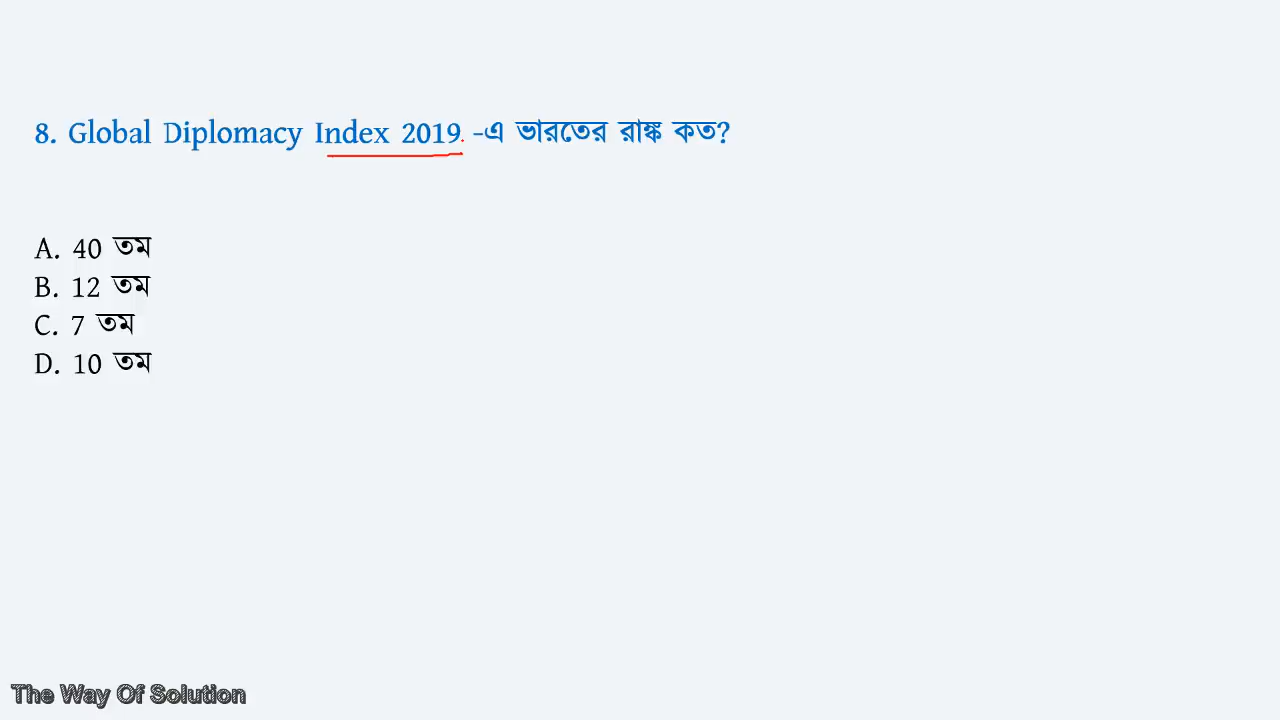 8. Global Diplomacy Index 2019 -এ ভারতের রাঙ্ক কত?
A. 40 তম
B. 12 তম
C. 7 তম
D. 10 তম
The Way Of Solution